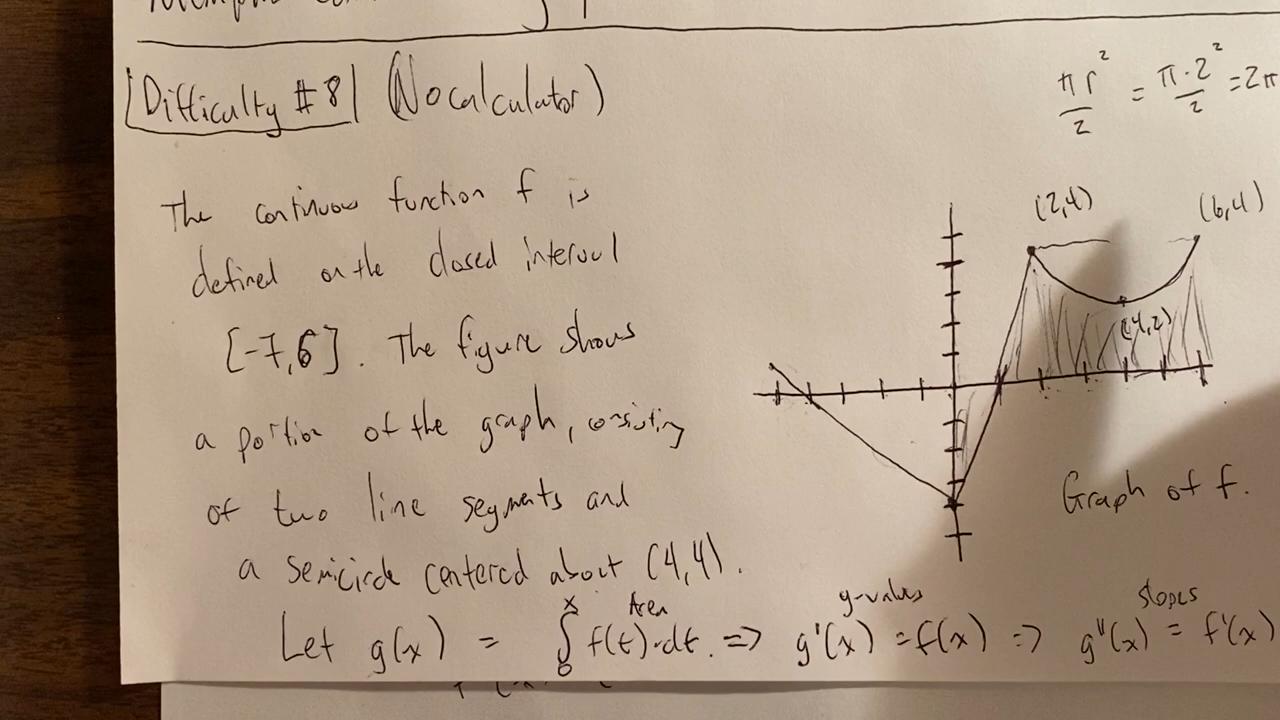 Difficulty #8 (No calculator)
πr²/2 = π·2²/2 = 2π
The continuous function f is
defined on the closed interval
[-7,6]. The figure shows
a portion of the graph, consisting
of two line segments and
a semicircle centered about (4,4).
(2,4)
(6,4)
(4,2)
Graph of f.
Area
y-values
slopes
Let g(x) = ∫₀ˣ f(t)·dt. => g'(x) = f(x) => g"(x) = f'(x)